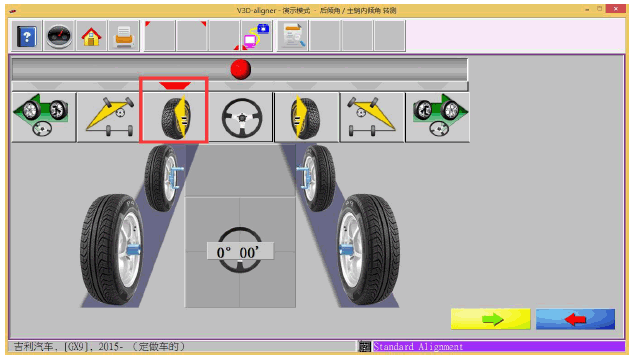 V3D-aligner - 演示模式 - 后倾角 / 主销内倾角 转测
0° 00'
吉利汽车, [GX9], 2015- (定做车的)
Standard Alignment